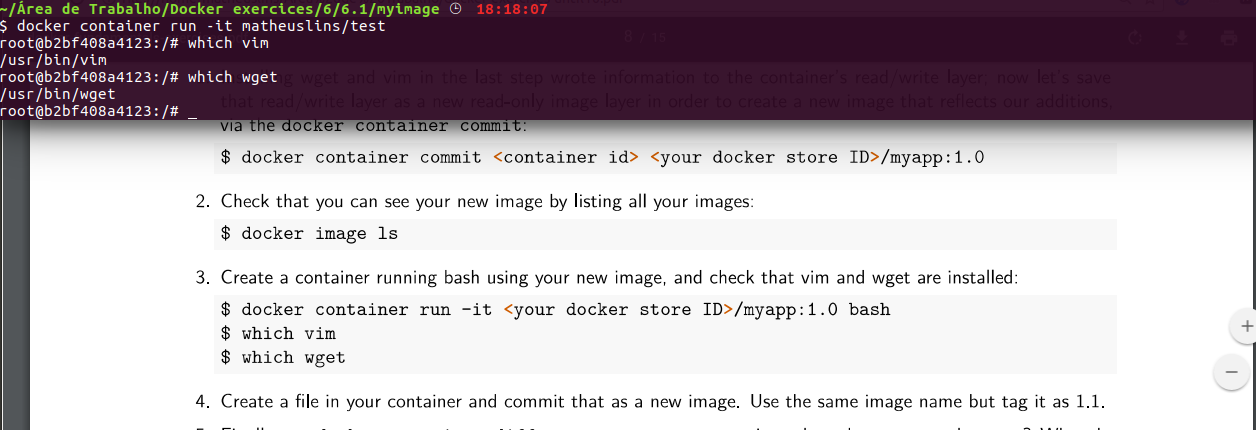 ~/Área de Trabalho/Docker exercices/6/6.1/myimage 18:18:07
$ docker container run -it matheuslins/test
root@b2bf408a4123:/# which vim
/usr/bin/vim
root@b2bf408a4123:/# which wget
/usr/bin/wget
root@b2bf408a4123:/# _
8 / 15
wget and vim in the last step wrote information to the container's read/write layer, now let's save
that read/write layer as a new read-only image layer in order to create a new image that reflects our additions,
via the docker container commit:
$ docker container commit <container id> <your docker store ID>/myapp:1.0
2. Check that you can see your new image by listing all your images:
$ docker image ls
3. Create a container running bash using your new image, and check that vim and wget are installed:
$ docker container run -it <your docker store ID>/myapp:1.0 bash
$ which vim
$ which wget
4. Create a file in your container and commit that as a new image. Use the same image name but tag it as 1.1.